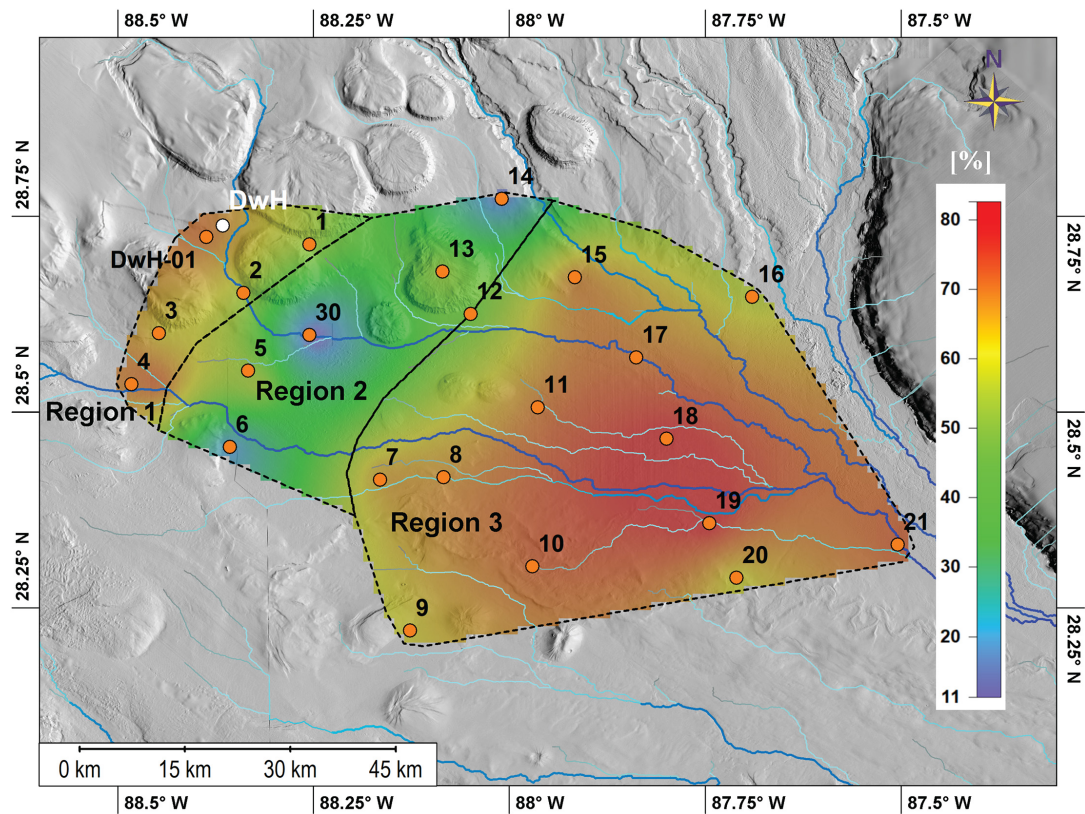 88.5° W 88.25° W 88° W 87.75° W 87.5° W
N
[%]
28.75° N
28.5° N
28.25° N
28.75° N
28.5° N
28.25° N
80
70
60
50
40
30
20
11
14
DwH
1
DwH-01
13
15
2
16
12
3
30
17
4
5
Region 2
11
Region 1
6
18
7
8
19
Region 3
21
10
20
9
0 km 15 km 30 km 45 km
88.5° W 88.25° W 88° W 87.75° W 87.5° W